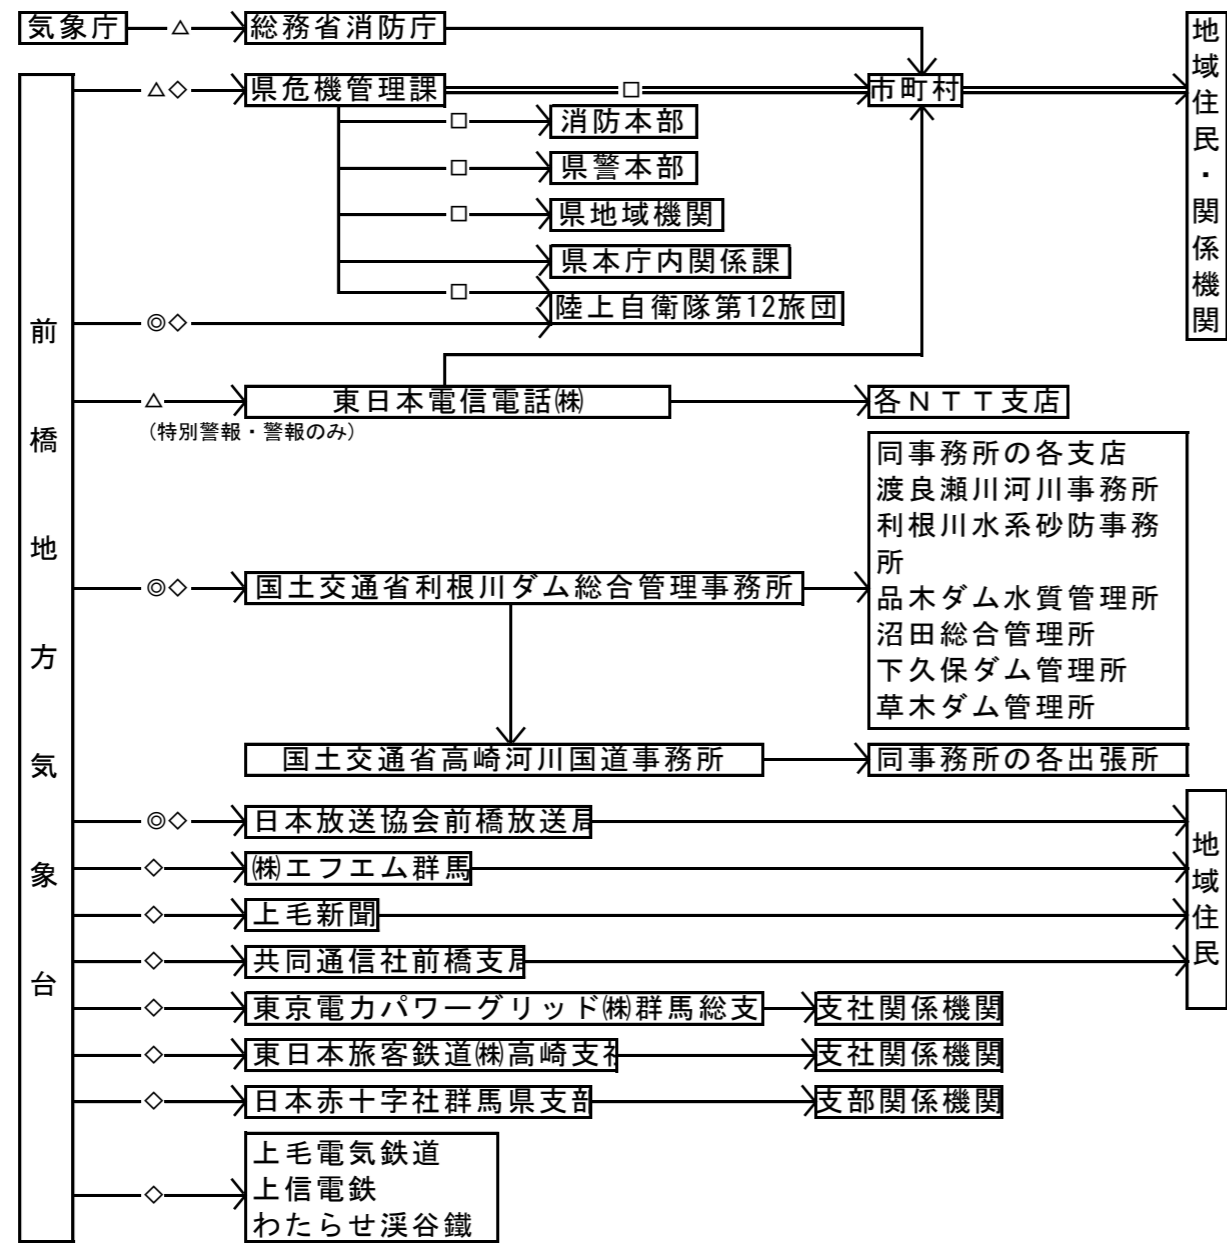 気象庁
△
総務省消防庁
前橋地方気象台
△◇
県危機管理課
□
市町村
地域住民・関係機関
□
消防本部
□
県警本部
□
県地域機関
県本庁内関係課
□
陸上自衛隊第12旅団
◎◇
△
東日本電信電話㈱
各ＮＴＴ支店
(特別警報・警報のみ)
◎◇
国土交通省利根川ダム総合管理事務所
同事務所の各支店
渡良瀬川河川事務所
利根川水系砂防事務
所
品木ダム水質管理所
沼田総合管理所
下久保ダム管理所
草木ダム管理所
国土交通省高崎河川国道事務所
同事務所の各出張所
◎◇
日本放送協会前橋放送局
地域住民
◇
㈱エフエム群馬
◇
上毛新聞
◇
共同通信社前橋支局
◇
東京電力パワーグリッド㈱群馬総支
支社関係機関
◇
東日本旅客鉄道㈱高崎支社
支社関係機関
◇
日本赤十字社群馬県支部
支部関係機関
◇
上毛電気鉄道
上信電鉄
わたらせ渓谷鐵